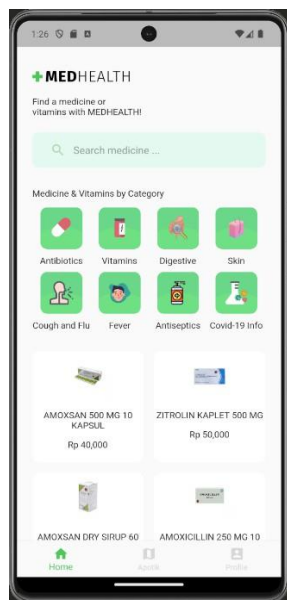 1:26
MEDHEALTH
Find a medicine or
vitamins with MEDHEALTH!
Search medicine ...
Medicine & Vitamins by Category
Antibiotics Vitamins Digestive Skin
Cough and Flu Fever Antiseptics Covid-19 Info
AMOXSAN 500 MG 10
KAPSUL
Rp 40,000
ZITROLIN KAPLET 500 MG
Rp 50,000
AMOXSAN DRY SIRUP 60
AMOXICILLIN 250 MG 10
Home Apotik Profile